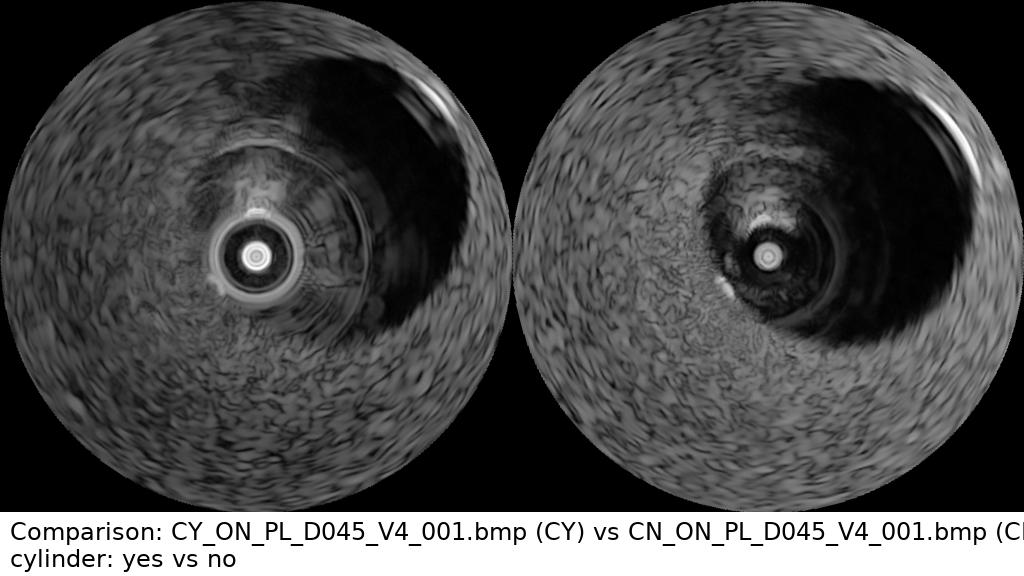 Comparison: CY_ON_PL_D045_V4_001.bmp (CY) vs CN_ON_PL_D045_V4_001.bmp
cylinder: yes vs no